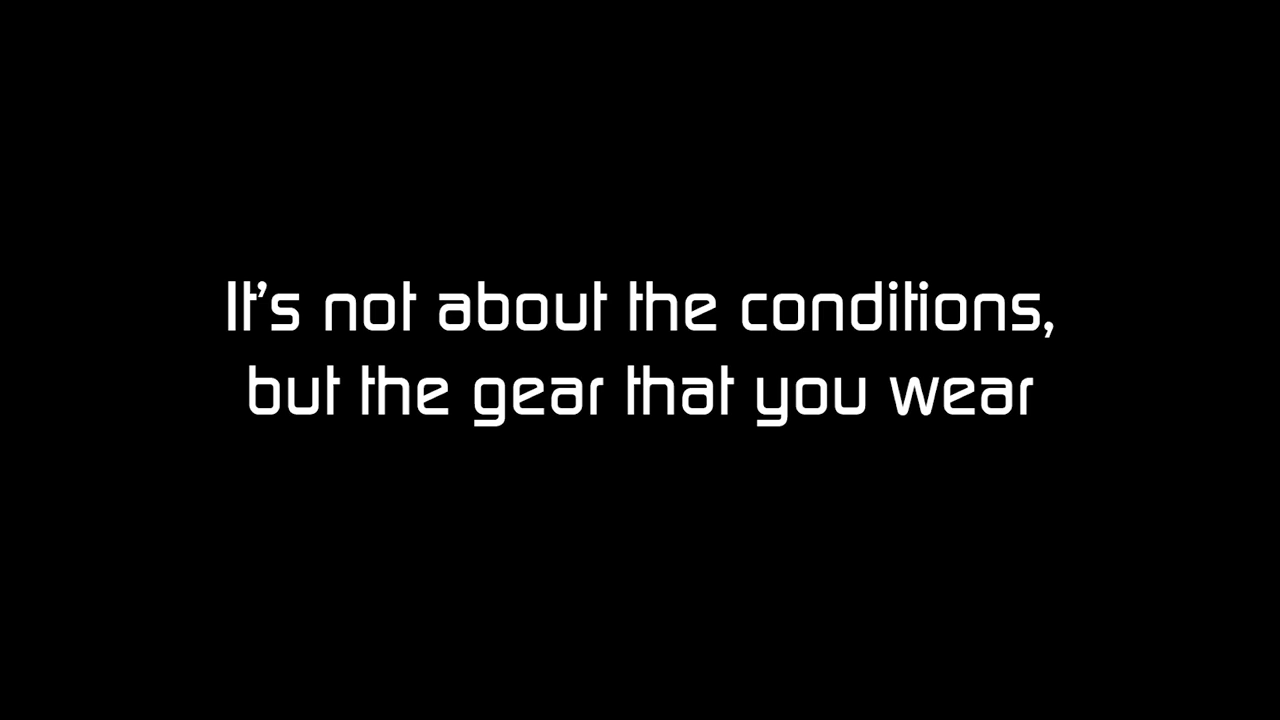 It’s not about the conditions,
but the gear that you wear